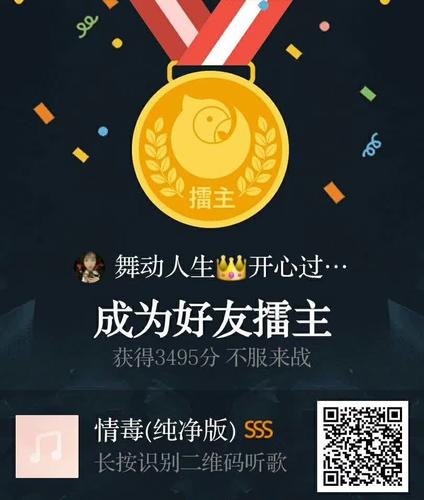 擂主
舞动人生👑开心过…
成为好友擂主
获得3495分 不服来战
情毒(纯净版) SSS
长按识别二维码听歌